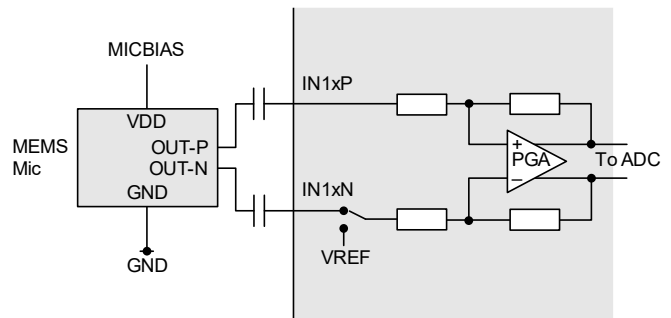 MICBIAS
IN1xP
VDD
MEMS
Mic
OUT-P
OUT-N
GND
+
PGA
−
To ADC
IN1xN
VREF
GND